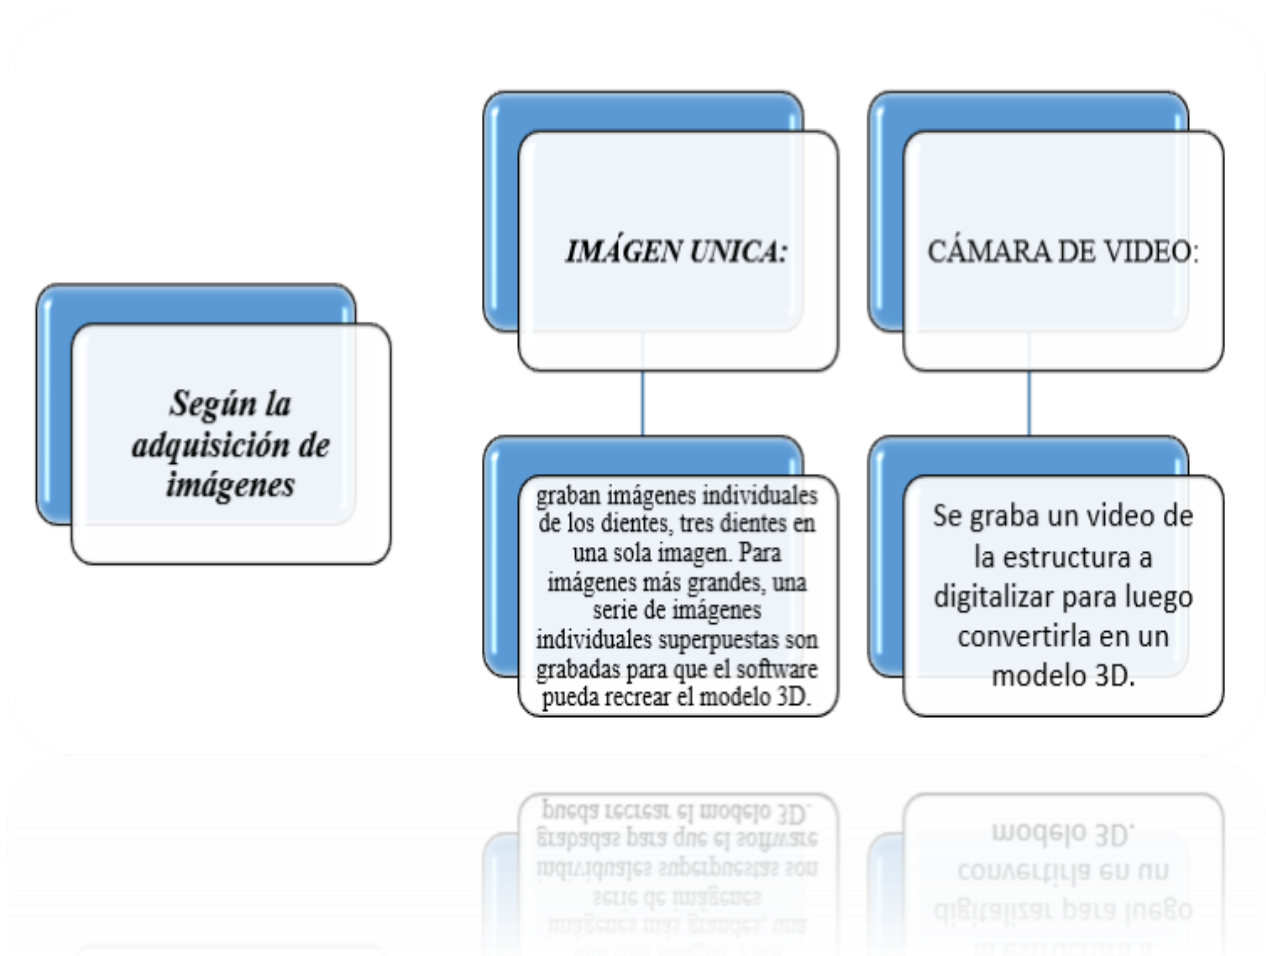 Según la
adquisición de
imágenes
IMÁGEN UNICA:
graban imágenes individuales
de los dientes, tres dientes en
una sola imagen. Para
imágenes más grandes, una
serie de imágenes
individuales superpuestas son
grabadas para que el software
pueda recrear el modelo 3D.
CÁMARA DE VIDEO:
Se graba un video de
la estructura a
digitalizar para luego
convertirla en un
modelo 3D.